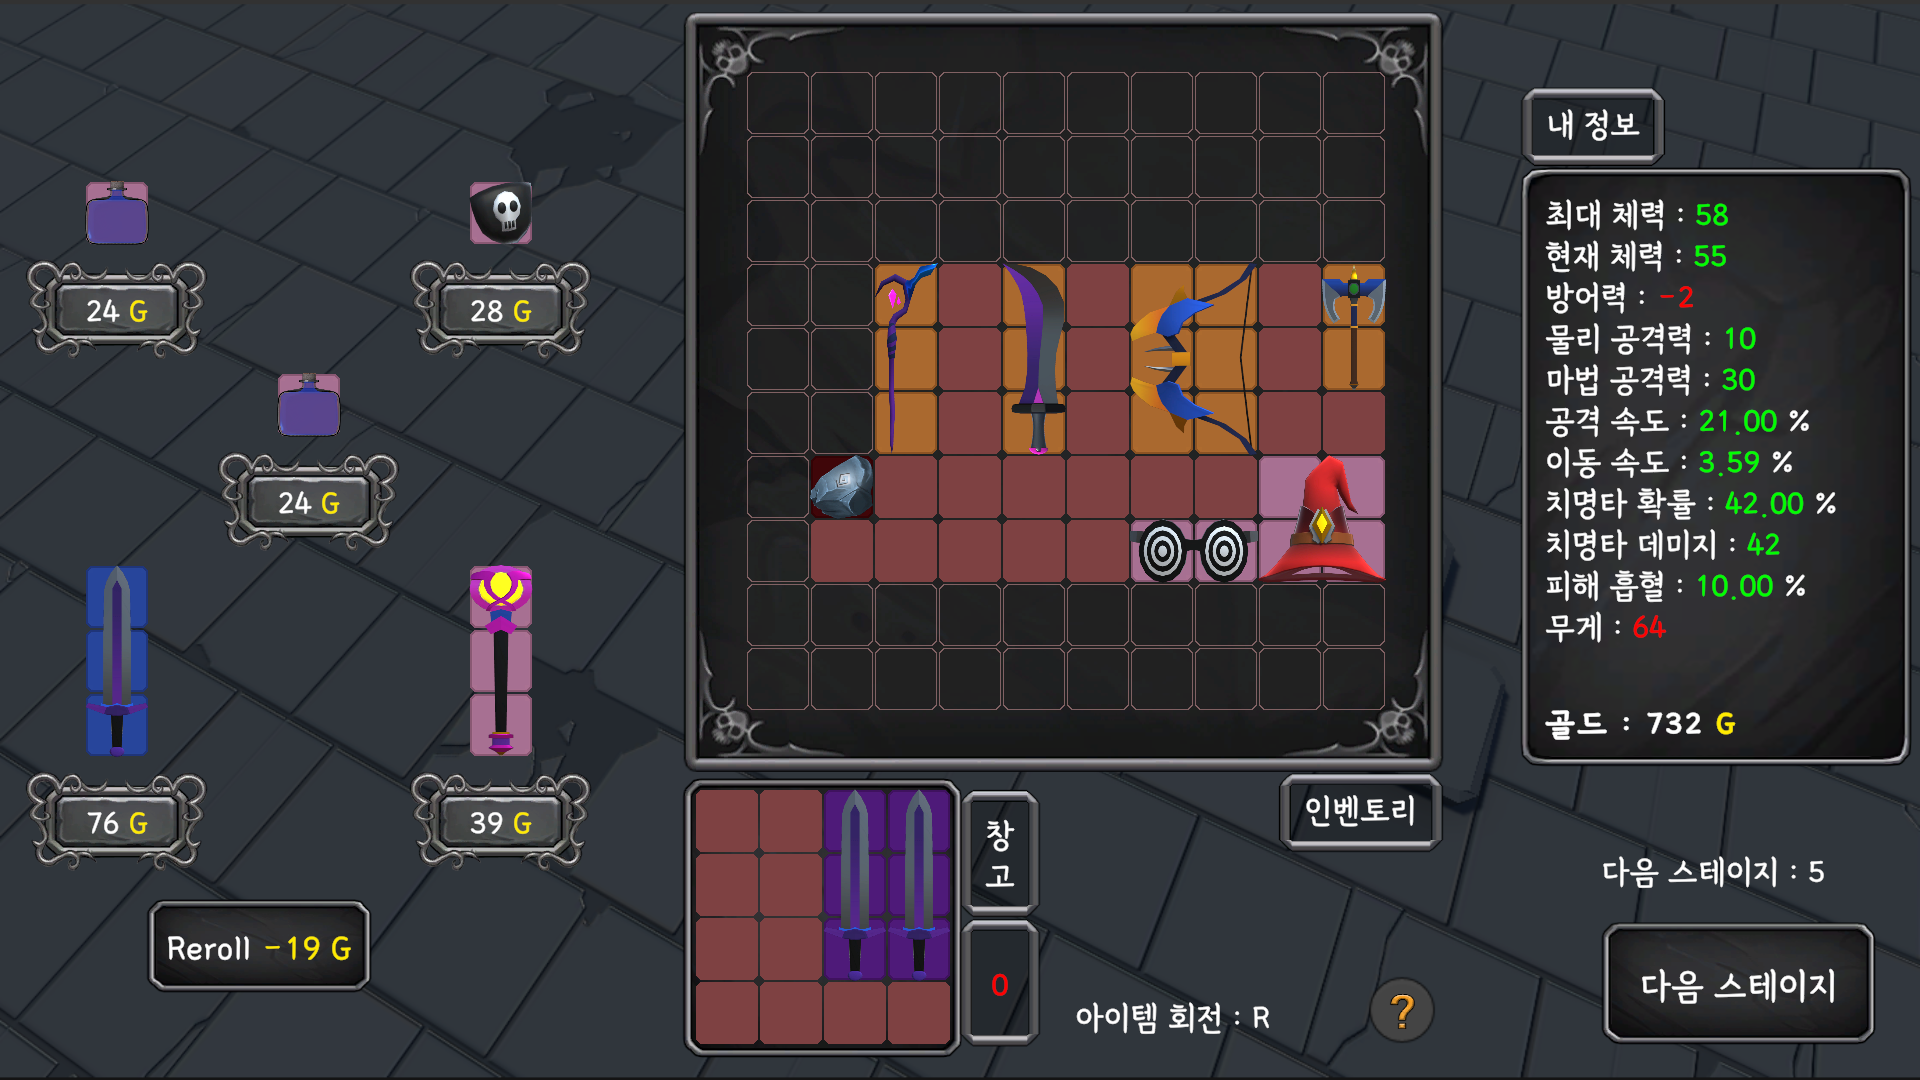 24 G
28 G
24 G
76 G
39 G
Reroll -19 G
창
고
0
인벤토리
아이템 회전 : R
?
내 정보
최대 체력 : 58
현재 체력 : 55
방어력 : -2
물리 공격력 : 10
마법 공격력 : 30
공격 속도 : 21.00 %
이동 속도 : 3.59 %
치명타 확률 : 42.00 %
치명타 데미지 : 42
피해 흡혈 : 10.00 %
무게 : 64
골드 : 732 G
다음 스테이지 : 5
다음 스테이지